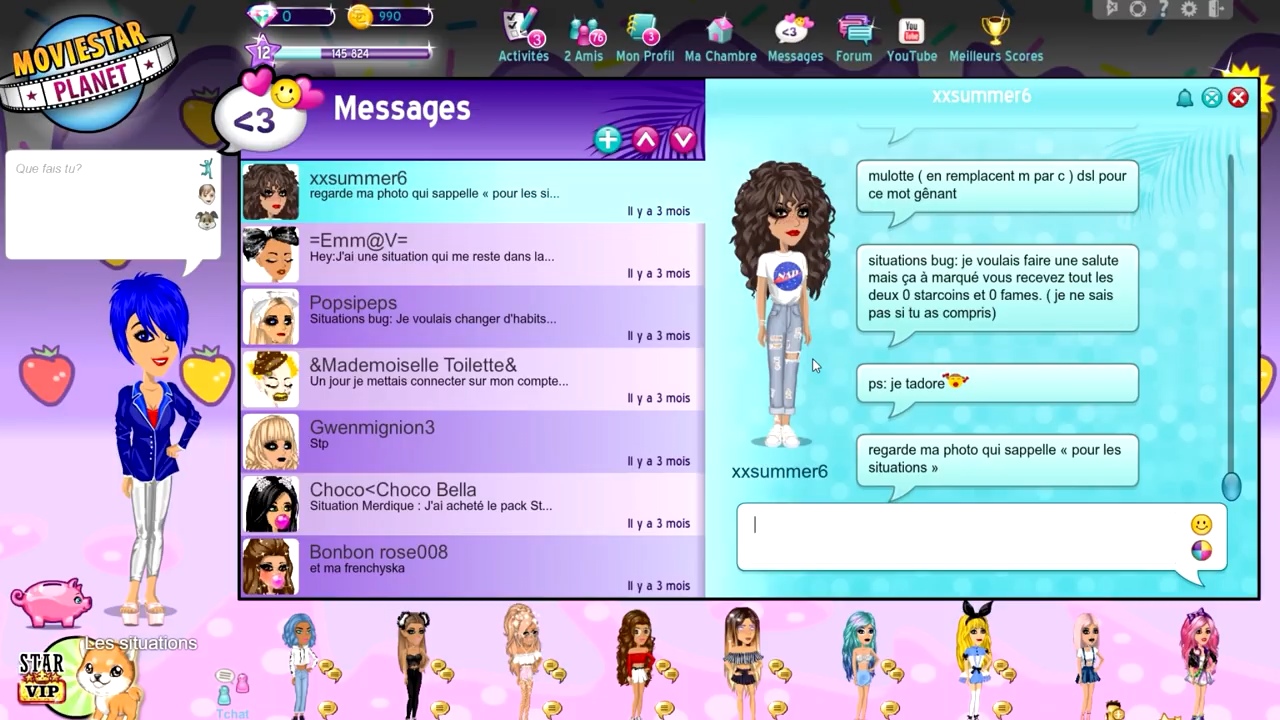 MOVIESTAR
PLANET
0
990
12
145 824
3
Activités
76
2 Amis
3
Mon Profil
Ma Chambre
<3
Messages
Forum
You
Tube
YouTube
Meilleurs Scores
?
<3
Messages
xxsummer6
Que fais tu?
xxsummer6
regarde ma photo qui sappelle « pour les si...
Il y a 3 mois
=Emm@V=
Hey:J'ai une situation qui me reste dans la...
Il y a 3 mois
Popsipeps
Situations bug: Je voulais changer d'habits...
Il y a 3 mois
&Mademoiselle Toilette&
Un jour je mettais connecter sur mon compte...
Il y a 3 mois
Gwenmignion3
Stp
Il y a 3 mois
Choco<Choco Bella
Situation Merdique : J'ai acheté le pack St...
Il y a 3 mois
Bonbon rose008
et ma frenchyska
Il y a 3 mois
mulotte ( en remplacent m par c ) dsl pour
ce mot gênant
situations bug: je voulais faire une salute
mais ça à marqué vous recevez tout les
deux 0 starcoins et 0 fames. ( je ne sais
pas si tu as compris)
ps: je tadore
regarde ma photo qui sappelle « pour les
situations »
xxsummer6
Les situations
STAR
VIP
Tchat